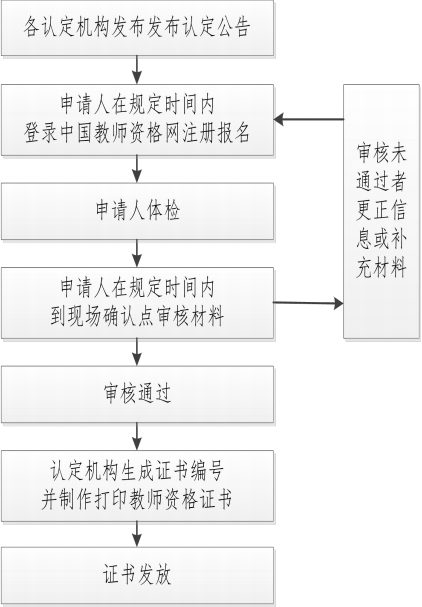 各认定机构发布发布认定公告
申请人在规定时间内
登录中国教师资格网注册报名
申请人体检
申请人在规定时间内
到现场确认点审核材料
审核未
通过者
更正信
息或补
充材料
审核通过
认定机构生成证书编号
并制作打印教师资格证书
证书发放